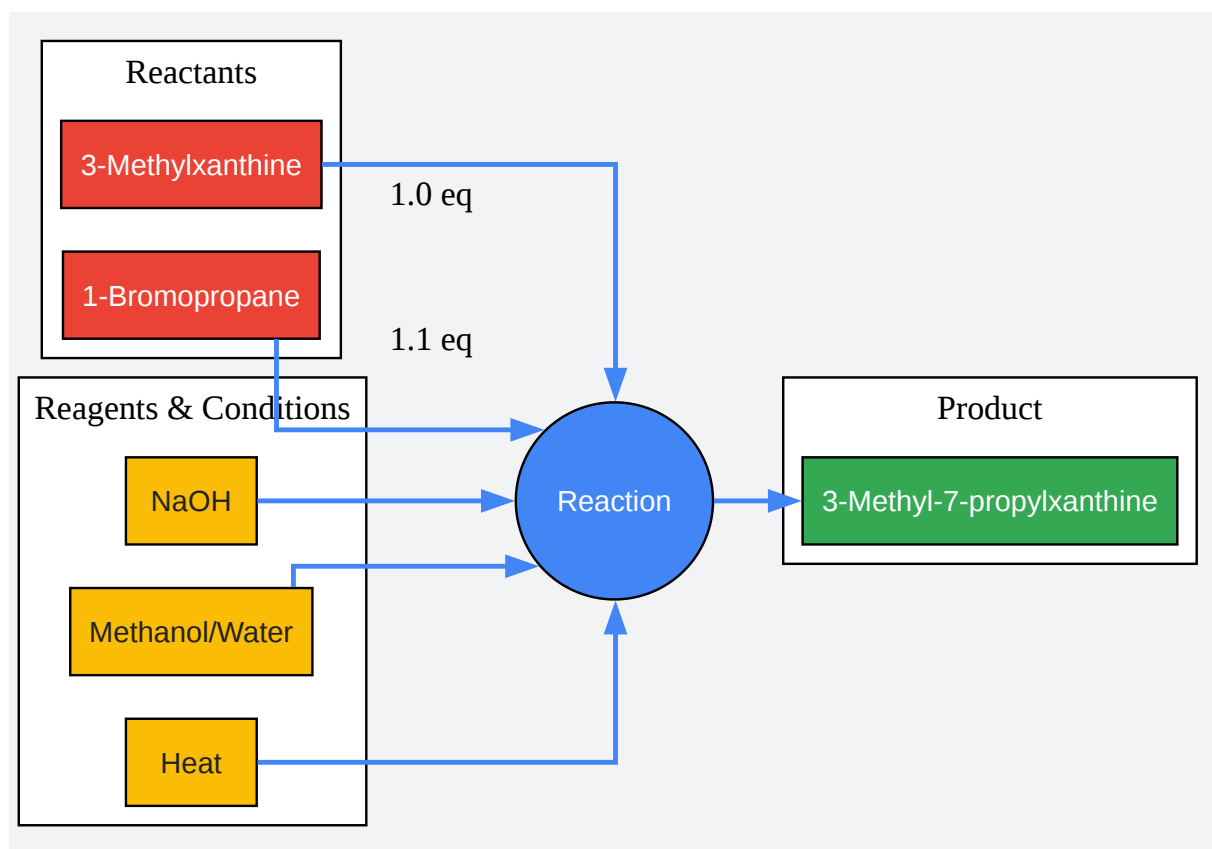 Reactants
3-Methylxanthine
1.0 eq
1-Bromopropane
1.1 eq
Reagents & Conditions
NaOH
Methanol/Water
Heat
Reaction
Product
3-Methyl-7-propylxanthine